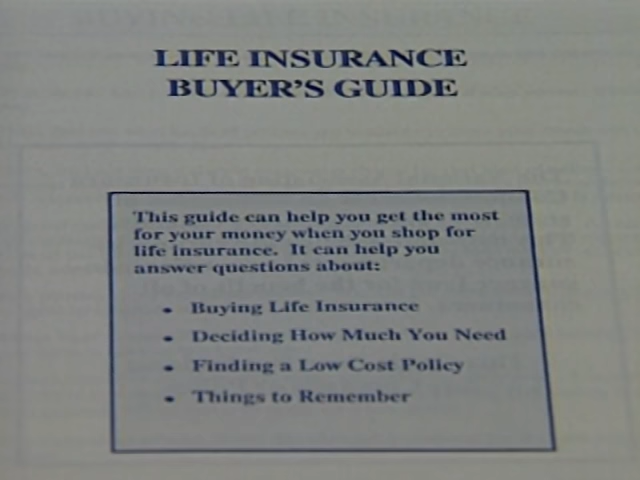 LIFE INSURANCE
BUYER'S GUIDE
This guide can help you get the most
for your money when you shop for
life insurance. It can help you
answer questions about:
• Buying Life Insurance
• Deciding How Much You Need
• Finding a Low Cost Policy
• Things to Remember